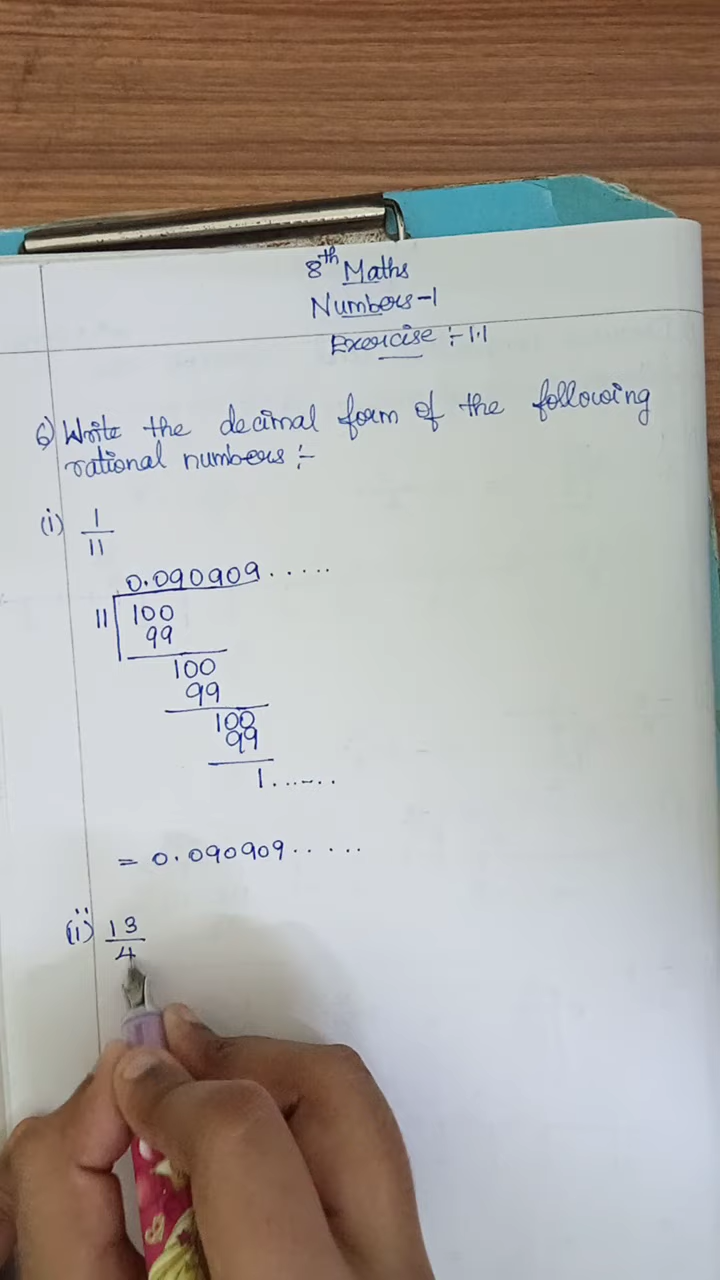 8th Maths
Numbers-1
Exercise :- 1.1
6) Write the decimal form of the following
rational numbers :-
(i) 1/11
0.090909.....
11 100
99
100
99
100
99
1......
= 0.090909.....
(ii) 13/4